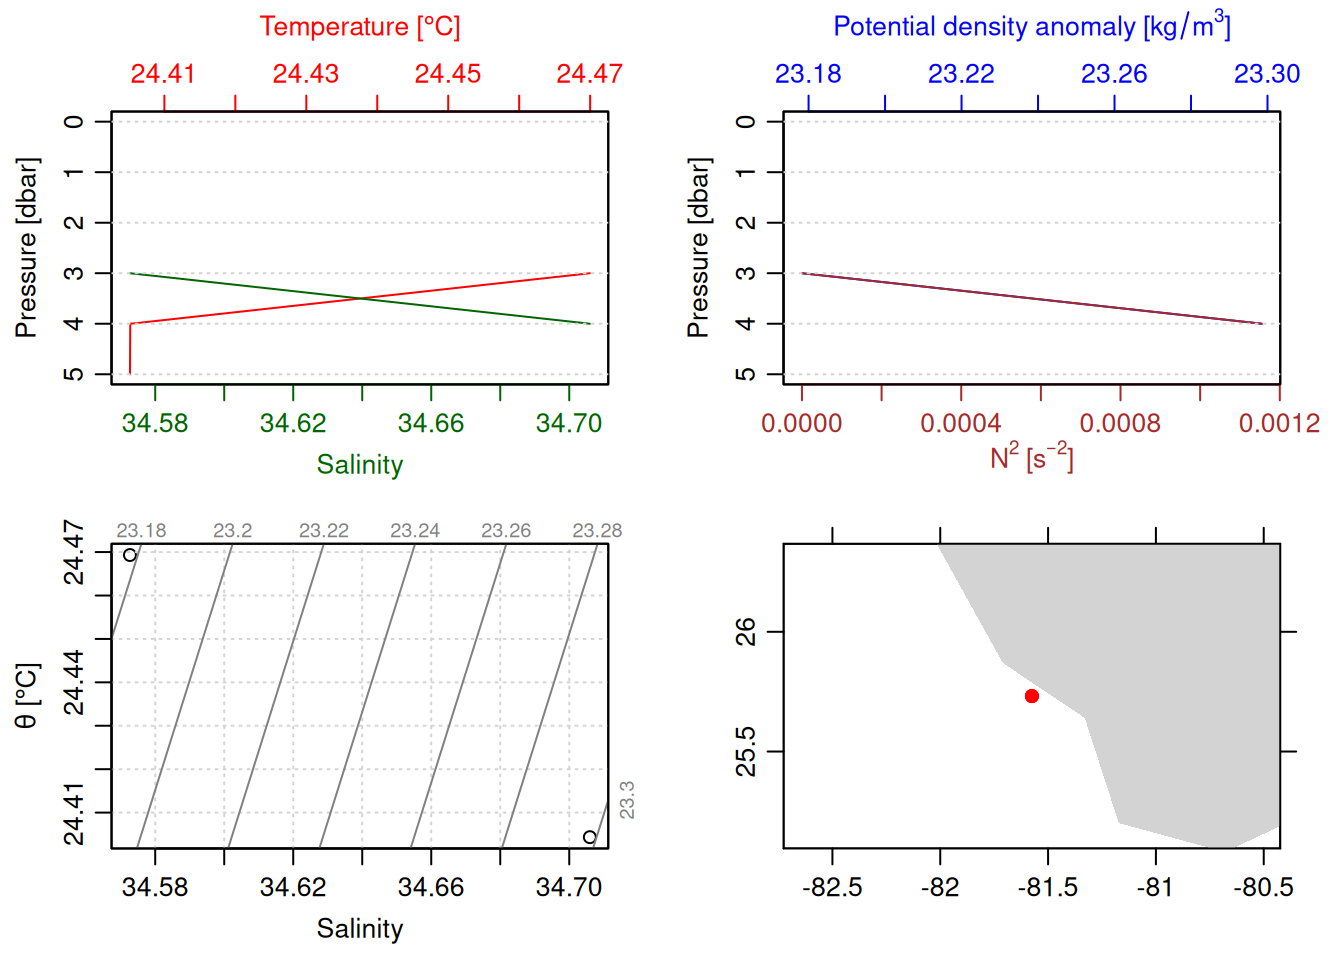 Temperature [°C]
24.41 24.43 24.45 24.47
Pressure [dbar]
0 1 2 3 4 5
34.58 34.62 34.66 34.70
Salinity
Potential density anomaly [kg/m³]
23.18 23.22 23.26 23.30
Pressure [dbar]
0 1 2 3 4 5
0.0000 0.0004 0.0008 0.0012
N² [s⁻²]
23.18 23.2 23.22 23.24 23.26 23.28
23.3
θ [°C]
24.47 24.44 24.41
34.58 34.62 34.66 34.70
Salinity
26
25.5
-82.5 -82 -81.5 -81 -80.5